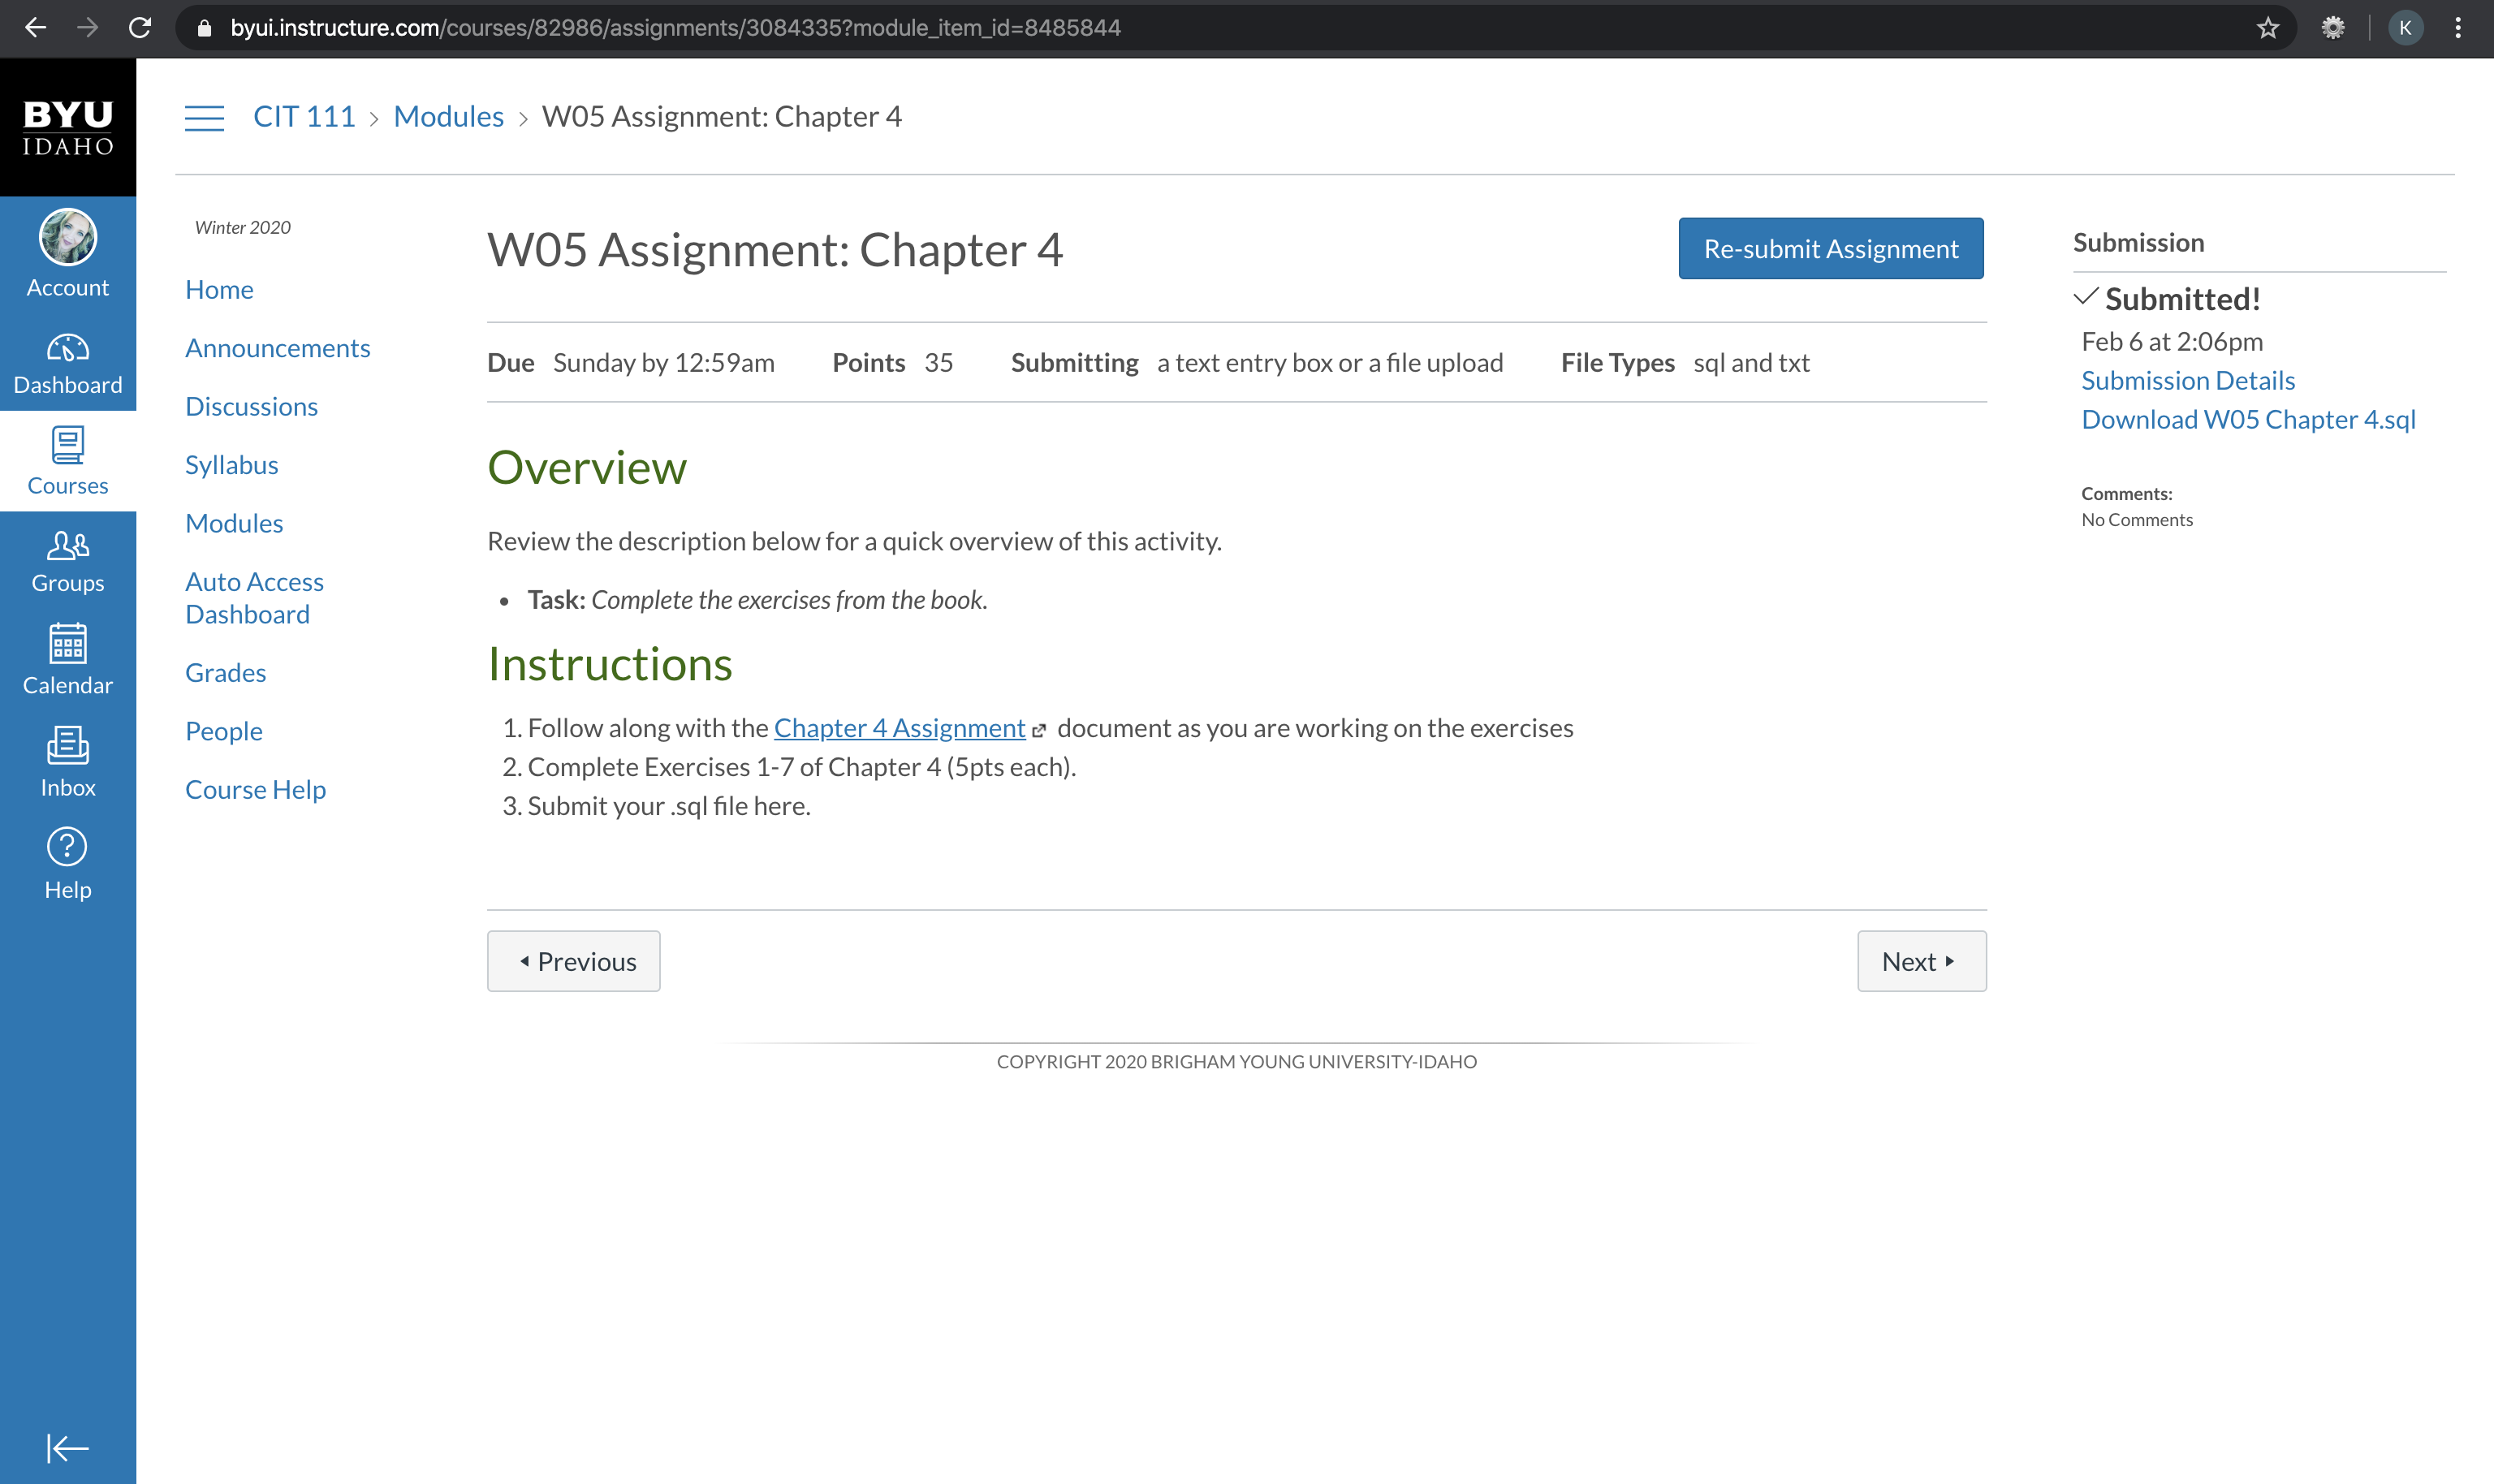 byui.instructure.com/courses/82986/assignments/3084335?module_item_id=8485844
K
BYU
IDAHO
Account
Dashboard
Courses
Groups
Calendar
Inbox
Help
CIT 111 > Modules > W05 Assignment: Chapter 4
Winter 2020
Home
Announcements
Discussions
Syllabus
Modules
Auto Access
Dashboard
Grades
People
Course Help
W05 Assignment: Chapter 4
Re-submit Assignment
Due Sunday by 12:59am Points 35 Submitting a text entry box or a file upload File Types sql and txt
Overview
Review the description below for a quick overview of this activity.
• Task: Complete the exercises from the book.
Instructions
1. Follow along with the Chapter 4 Assignment document as you are working on the exercises
2. Complete Exercises 1-7 of Chapter 4 (5pts each).
3. Submit your .sql file here.
Previous
Next
COPYRIGHT 2020 BRIGHAM YOUNG UNIVERSITY-IDAHO
Submission
Submitted!
Feb 6 at 2:06pm
Submission Details
Download W05 Chapter 4.sql
Comments:
No Comments